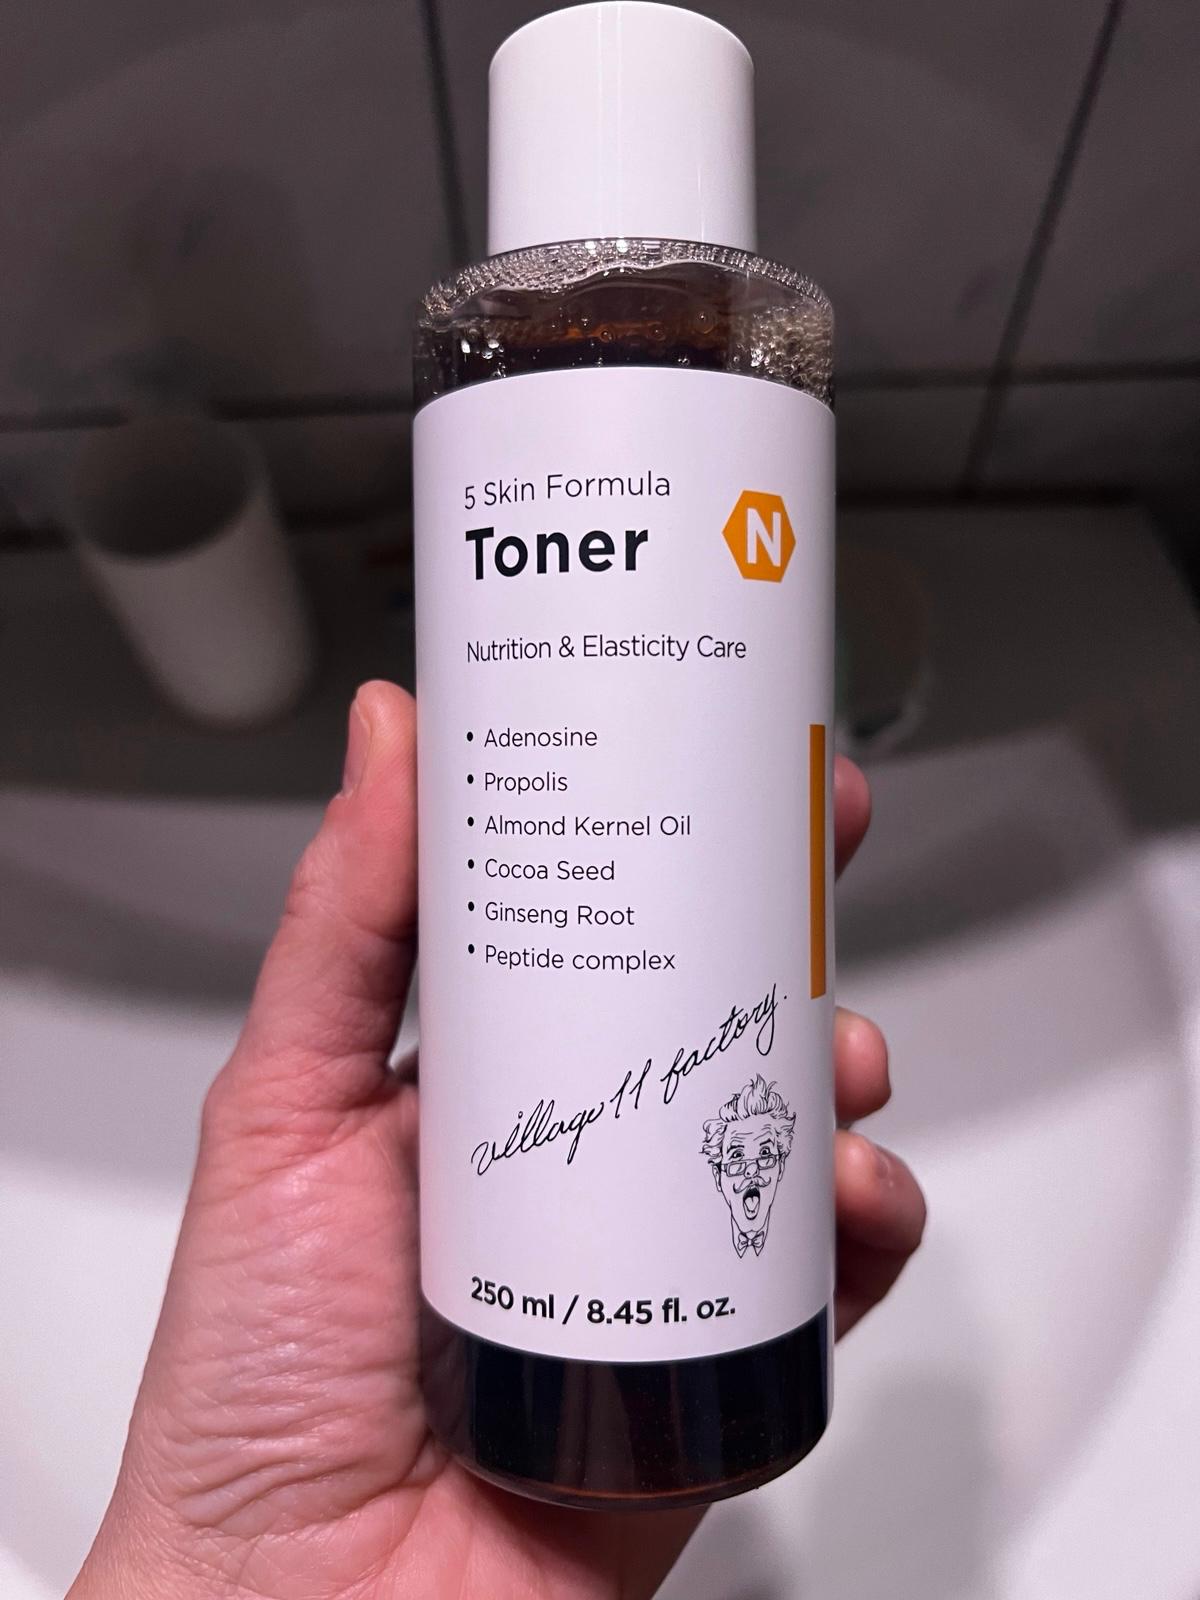 5 Skin Formula
Toner
N
Nutrition & Elasticity Care
• Adenosine
• Propolis
• Almond Kernel Oil
• Cocoa Seed
• Ginseng Root
• Peptide complex
village 11 factory.
250 ml / 8.45 fl. oz.